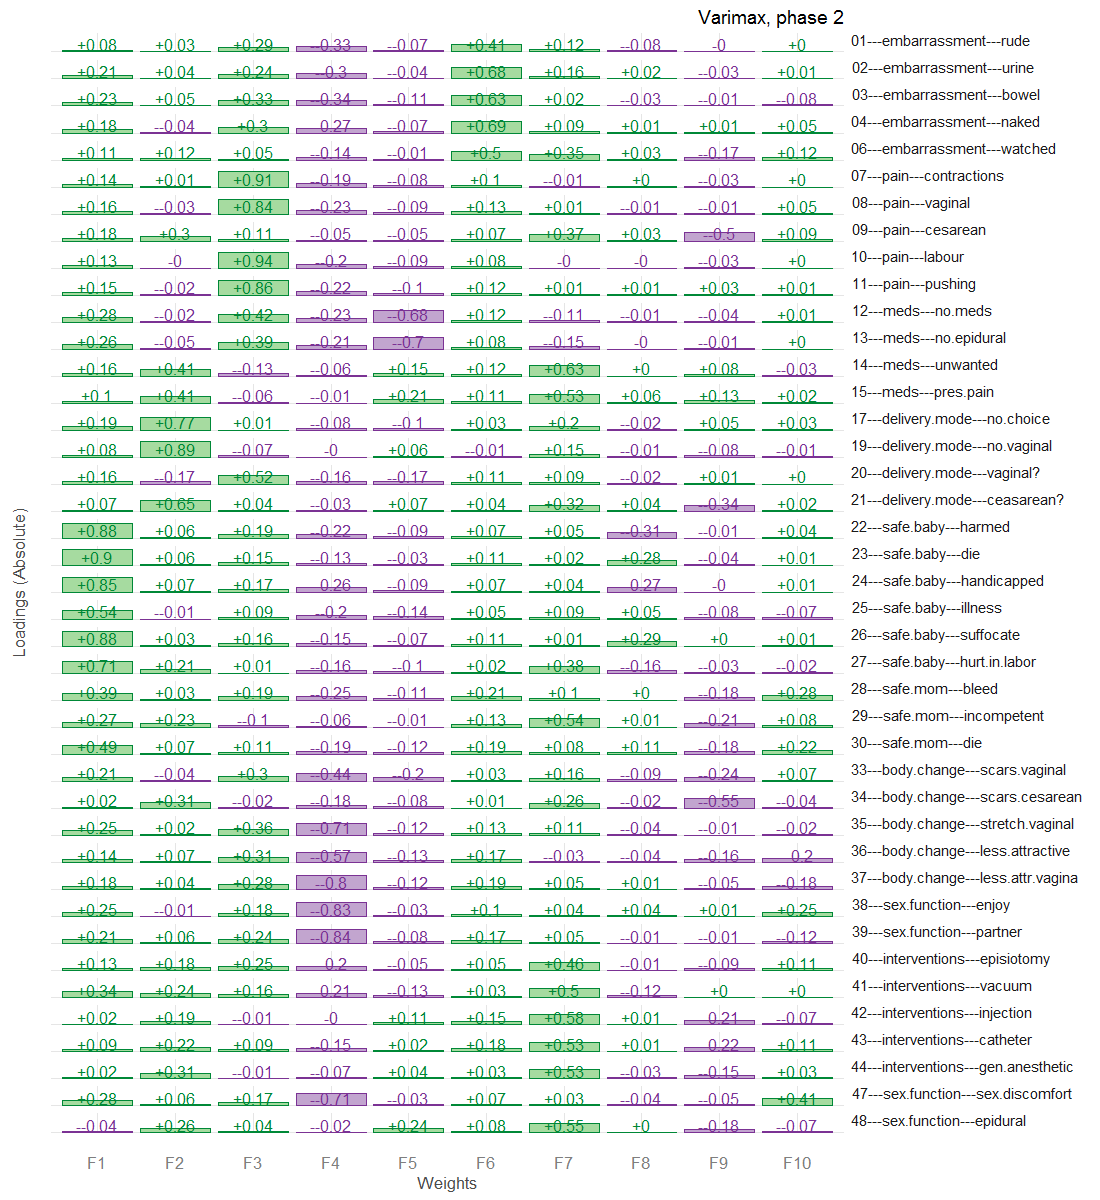 Varimax, phase 2
+0.08 +0.03 +0.29 --0.33 --0.07 +0.41 +0.12 --0.08 -0 +0 01---embarrassment---rude
+0.21 +0.04 +0.24 --0.3 --0.04 +0.68 +0.16 +0.02 --0.03 +0.01 02---embarrassment---urine
+0.23 +0.05 +0.33 --0.34 --0.11 +0.63 +0.02 --0.03 --0.01 --0.08 03---embarrassment---bowel
+0.18 --0.04 +0.3 --0.27 --0.07 +0.69 +0.09 +0.01 +0.01 +0.05 04---embarrassment---naked
+0.11 +0.12 +0.05 --0.14 --0.01 +0.5 +0.35 +0.03 --0.17 +0.12 06---embarrassment---watched
+0.14 +0.01 +0.91 --0.19 --0.08 +0.1 --0.01 +0 --0.03 +0 07---pain---contractions
+0.16 --0.03 +0.84 --0.23 --0.09 +0.13 +0.01 --0.01 --0.01 +0.05 08---pain---vaginal
+0.18 +0.3 +0.11 --0.05 --0.05 +0.07 +0.37 +0.03 --0.5 +0.09 09---pain---cesarean
+0.13 -0 +0.94 --0.2 --0.09 +0.08 -0 -0 --0.03 +0 10---pain---labour
+0.15 --0.02 +0.86 --0.22 --0.1 +0.12 +0.01 +0.01 +0.03 +0.01 11---pain---pushing
+0.28 --0.02 +0.42 --0.23 --0.68 +0.12 --0.11 --0.01 --0.04 +0.01 12---meds---no.meds
+0.26 --0.05 +0.39 --0.21 --0.7 +0.08 --0.15 -0 --0.01 +0 13---meds---no.epidural
+0.16 +0.41 --0.13 --0.06 +0.15 +0.12 +0.63 +0 +0.08 --0.03 14---meds---unwanted
+0.1 +0.41 --0.06 --0.01 +0.21 +0.11 +0.53 +0.06 +0.13 +0.02 15---meds---pres.pain
+0.19 +0.77 +0.01 --0.08 --0.1 +0.03 +0.2 --0.02 +0.05 +0.03 17---delivery.mode---no.choice
+0.08 +0.89 --0.07 -0 +0.06 --0.01 +0.15 --0.01 --0.08 --0.01 19---delivery.mode---no.vaginal
+0.16 --0.17 +0.52 --0.16 --0.17 +0.11 +0.09 --0.02 +0.01 +0 20---delivery.mode---vaginal?
+0.07 +0.65 +0.04 --0.03 +0.07 +0.04 +0.32 +0.04 --0.34 +0.02 21---delivery.mode---ceasarean?
+0.88 +0.06 +0.19 --0.22 --0.09 +0.07 +0.05 --0.31 --0.01 +0.04 22---safe.baby---harmed
+0.9 +0.06 +0.15 --0.13 --0.03 +0.11 +0.02 +0.28 --0.04 +0.01 23---safe.baby---die
+0.85 +0.07 +0.17 --0.26 --0.09 +0.07 +0.04 --0.27 -0 +0.01 24---safe.baby---handicapped
+0.54 --0.01 +0.09 --0.2 --0.14 +0.05 +0.09 +0.05 --0.08 --0.07 25---safe.baby---illness
+0.88 +0.03 +0.16 --0.15 --0.07 +0.11 +0.01 +0.29 +0 +0.01 26---safe.baby---suffocate
+0.71 +0.21 +0.01 --0.16 --0.1 +0.02 +0.38 --0.16 --0.03 --0.02 27---safe.baby---hurt.in.labor
+0.39 +0.03 +0.19 --0.25 --0.11 +0.21 +0.1 +0 --0.18 +0.28 28---safe.mom---bleed
+0.27 +0.23 --0.1 --0.06 --0.01 +0.13 +0.54 +0.01 --0.21 +0.08 29---safe.mom---incompetent
+0.49 +0.07 +0.11 --0.19 --0.12 +0.19 +0.08 +0.11 --0.18 +0.22 30---safe.mom---die
+0.21 --0.04 +0.3 --0.44 --0.2 +0.03 +0.16 --0.09 --0.24 +0.07 33---body.change---scars.vaginal
+0.02 +0.31 --0.02 --0.18 --0.08 +0.01 +0.26 --0.02 --0.55 --0.04 34---body.change---scars.cesarean
+0.25 +0.02 +0.36 --0.71 --0.12 +0.13 +0.11 --0.04 --0.01 --0.02 35---body.change---stretch.vaginal
+0.14 +0.07 +0.31 --0.57 --0.13 +0.17 --0.03 --0.04 --0.16 --0.2 36---body.change---less.attractive
+0.18 +0.04 +0.28 --0.8 --0.12 +0.19 +0.05 +0.01 --0.05 --0.18 37---body.change---less.attr.vagina
+0.25 --0.01 +0.18 --0.83 --0.03 +0.1 +0.04 +0.04 +0.01 +0.25 38---sex.function---enjoy
+0.21 +0.06 +0.24 --0.84 --0.08 +0.17 +0.05 --0.01 --0.01 --0.12 39---sex.function---partner
+0.13 +0.18 +0.25 --0.2 --0.05 +0.05 +0.46 --0.01 --0.09 +0.11 40---interventions---episiotomy
+0.34 +0.24 +0.16 --0.21 --0.13 +0.03 +0.5 --0.12 +0 +0 41---interventions---vacuum
+0.02 +0.19 --0.01 -0 +0.11 +0.15 +0.58 +0.01 --0.21 --0.07 42---interventions---injection
+0.09 +0.22 +0.09 --0.15 +0.02 +0.18 +0.53 +0.01 --0.22 +0.11 43---interventions---catheter
+0.02 +0.31 --0.01 --0.07 +0.04 +0.03 +0.53 --0.03 --0.15 +0.03 44---interventions---gen.anesthetic
+0.28 +0.06 +0.17 --0.71 --0.03 +0.07 +0.03 --0.04 --0.05 +0.41 47---sex.function---sex.discomfort
--0.04 +0.26 +0.04 --0.02 +0.24 +0.08 +0.55 +0 --0.18 --0.07 48---sex.function---epidural
Loadings (Absolute)
F1 F2 F3 F4 F5 F6 F7 F8 F9 F10
Weights